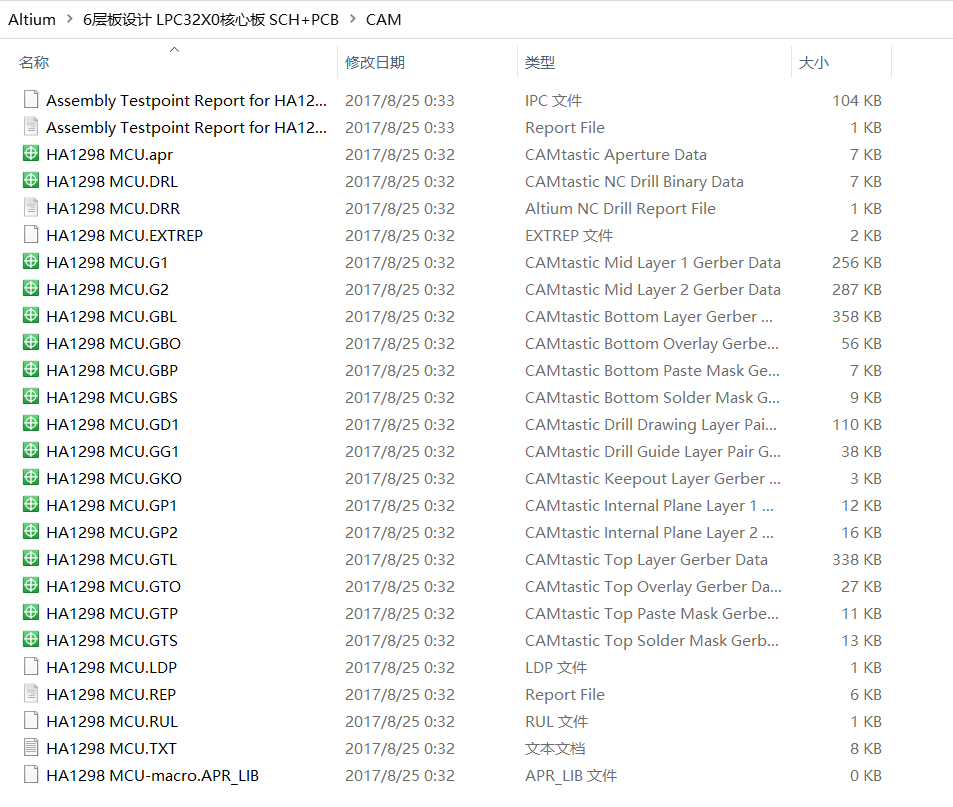 Altium > 6层板设计 LPC32X0核心板 SCH+PCB > CAM
名称 修改日期 类型 大小
Assembly Testpoint Report for HA12... 2017/8/25 0:33 IPC 文件 104 KB
Assembly Testpoint Report for HA12... 2017/8/25 0:33 Report File 1 KB
HA1298 MCU.apr 2017/8/25 0:32 CAMtastic Aperture Data 7 KB
HA1298 MCU.DRL 2017/8/25 0:32 CAMtastic NC Drill Binary Data 7 KB
HA1298 MCU.DRR 2017/8/25 0:32 Altium NC Drill Report File 1 KB
HA1298 MCU.EXTREP 2017/8/25 0:32 EXTREP 文件 2 KB
HA1298 MCU.G1 2017/8/25 0:32 CAMtastic Mid Layer 1 Gerber Data 256 KB
HA1298 MCU.G2 2017/8/25 0:32 CAMtastic Mid Layer 2 Gerber Data 287 KB
HA1298 MCU.GBL 2017/8/25 0:32 CAMtastic Bottom Layer Gerber ... 358 KB
HA1298 MCU.GBO 2017/8/25 0:32 CAMtastic Bottom Overlay Gerbe... 56 KB
HA1298 MCU.GBP 2017/8/25 0:32 CAMtastic Bottom Paste Mask Ge... 7 KB
HA1298 MCU.GBS 2017/8/25 0:32 CAMtastic Bottom Solder Mask G... 9 KB
HA1298 MCU.GD1 2017/8/25 0:32 CAMtastic Drill Drawing Layer Pai... 110 KB
HA1298 MCU.GG1 2017/8/25 0:32 CAMtastic Drill Guide Layer Pair G... 38 KB
HA1298 MCU.GKO 2017/8/25 0:32 CAMtastic Keepout Layer Gerber ... 3 KB
HA1298 MCU.GP1 2017/8/25 0:32 CAMtastic Internal Plane Layer 1 ... 12 KB
HA1298 MCU.GP2 2017/8/25 0:32 CAMtastic Internal Plane Layer 2 ... 16 KB
HA1298 MCU.GTL 2017/8/25 0:32 CAMtastic Top Layer Gerber Data 338 KB
HA1298 MCU.GTO 2017/8/25 0:32 CAMtastic Top Overlay Gerber Da... 27 KB
HA1298 MCU.GTP 2017/8/25 0:32 CAMtastic Top Paste Mask Gerbe... 11 KB
HA1298 MCU.GTS 2017/8/25 0:32 CAMtastic Top Solder Mask Gerb... 13 KB
HA1298 MCU.LDP 2017/8/25 0:32 LDP 文件 1 KB
HA1298 MCU.REP 2017/8/25 0:32 Report File 6 KB
HA1298 MCU.RUL 2017/8/25 0:32 RUL 文件 1 KB
HA1298 MCU.TXT 2017/8/25 0:32 文本文档 8 KB
HA1298 MCU-macro.APR_LIB 2017/8/25 0:32 APR_LIB 文件 0 KB